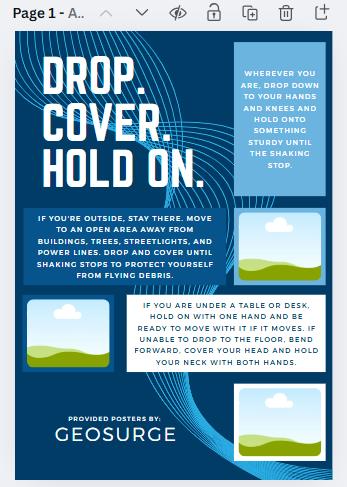 Page 1 - A..
DROP.
COVER.
HOLD ON.
WHEREVER YOU
ARE, DROP DOWN
TO YOUR HANDS
AND KNEES AND
HOLD ONTO
SOMETHING
STURDY UNTIL
THE SHAKING
STOP.
IF YOU'RE OUTSIDE, STAY THERE. MOVE
TO AN OPEN AREA AWAY FROM
BUILDINGS, TREES, STREETLIGHTS, AND
POWER LINES. DROP AND COVER UNTIL
SHAKING STOPS TO PROTECT YOURSELF
FROM FLYING DEBRIS.
IF YOU ARE UNDER A TABLE OR DESK,
HOLD ON WITH ONE HAND AND BE
READY TO MOVE WITH IT IF IT MOVES. IF
UNABLE TO DROP TO THE FLOOR, BEND
FORWARD, COVER YOUR HEAD AND HOLD
YOUR NECK WITH BOTH HANDS.
PROVIDED POSTERS BY:
GEOSURGE